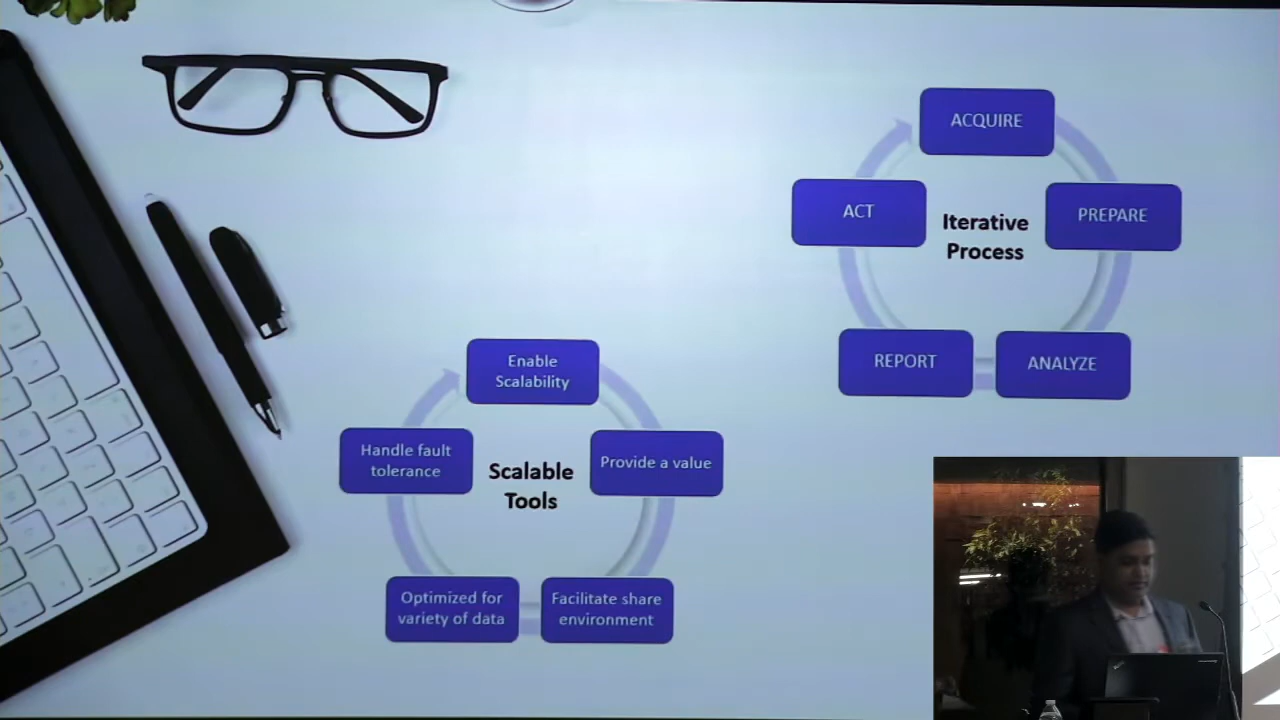 ACQUIRE
PREPARE
ANALYZE
REPORT
ACT
Iterative
Process
Enable
Scalability
Provide a value
Facilitate share
environment
Optimized for
variety of data
Handle fault
tolerance
Scalable
Tools